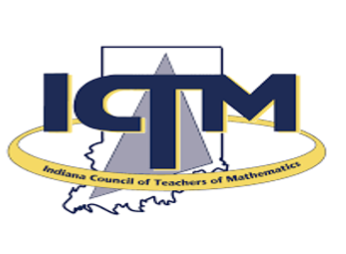 ICTM
Indiana Council of Teachers of Mathematics